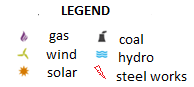 LEGEND
gas coal
wind hydro
solar steel works